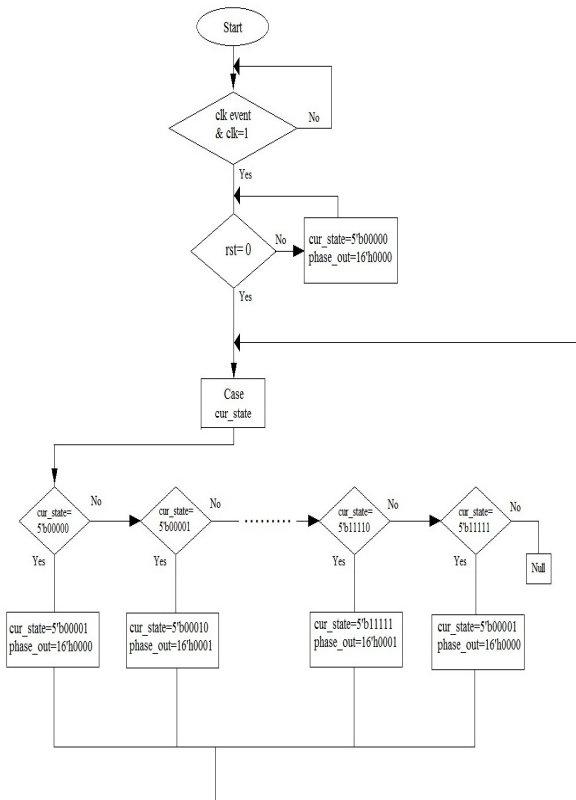 Start
clk event
& clk=1
No
Yes
rst= 0
No
cur_state=5'b00000
phase_out=16'h0000
Yes
Case
cur_state
cur_state=
5'b00000
No
cur_state=
5'b00001
No
.........
cur_state=
5'b11110
No
cur_state=
5'b11111
No
Yes
Yes
Yes
Yes
Null
cur_state=5'b00001
phase_out=16'h0000
cur_state=5'b00010
phase_out=16'h0001
cur_state=5'b11111
phase_out=16'h0001
cur_state=5'b00001
phase_out=16'h0000